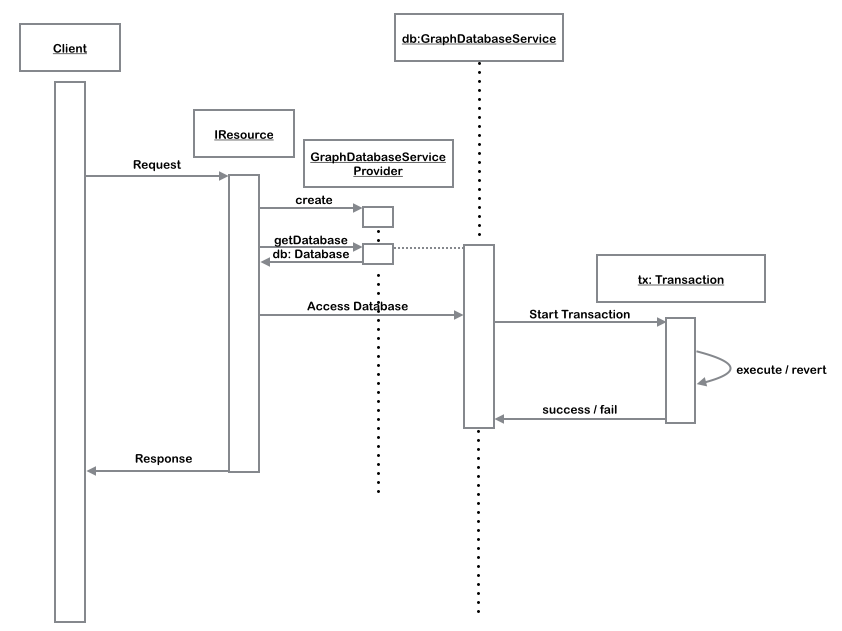 Client
db:GraphDatabaseService
IResource
GraphDatabaseService
Provider
Request
create
getDatabase
db: Database
tx: Transaction
Access Database
Start Transaction
execute / revert
success / fail
Response